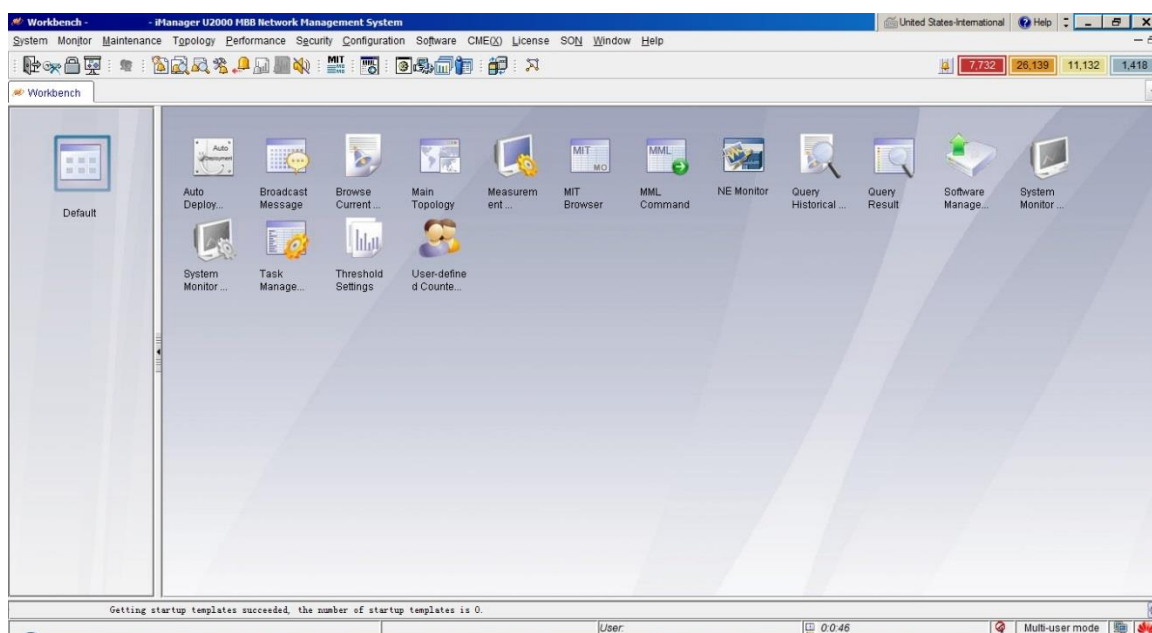 Workbench - - iManager U2000 MBB Network Management System
United States-International Help
System Monitor Maintenance Topology Performance Security Configuration Software CME(X) License SON Window Help
MIT 7,732 26,139 11,132 1,418
Workbench
Auto
Deployment
MIT
MO
MML
Default
Auto Deploy...
Broadcast Message
Browse Current ...
Main Topology
Measurem ent ...
MIT Browser
MML Command
NE Monitor
Query Historical ...
Query Result
Software Manage...
System Monitor ...
System Monitor ...
Task Manage...
Threshold Settings
User-define d Counte...
Getting startup templates succeeded, the number of startup templates is 0.
User: 0:0:46 Multi-user mode